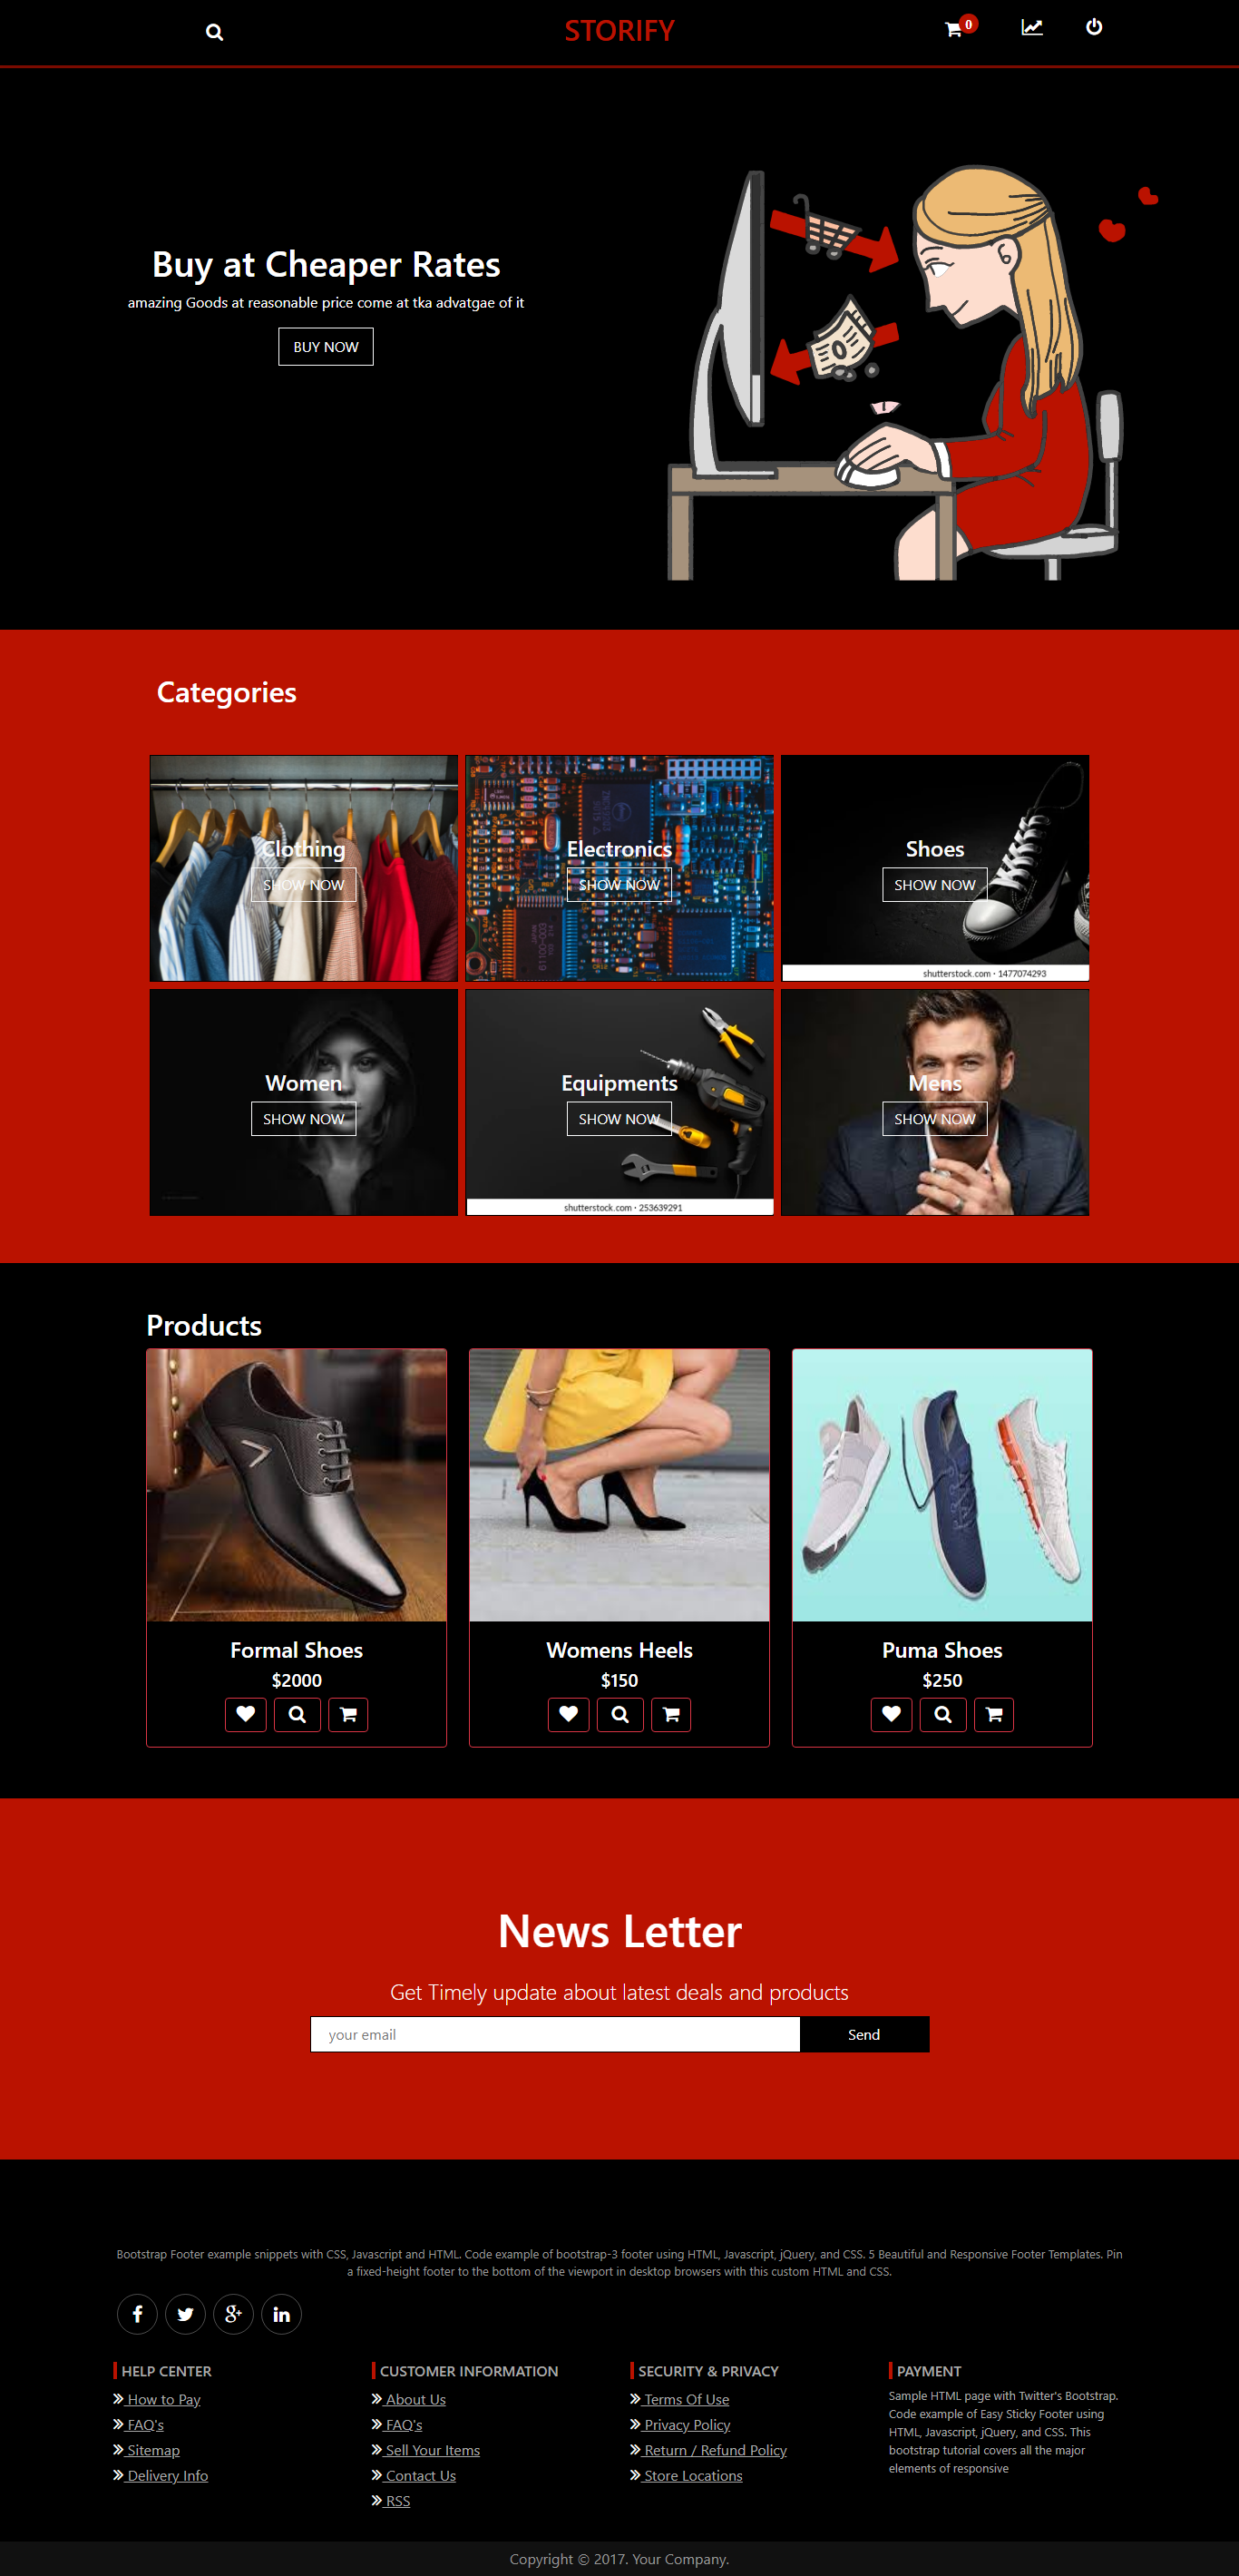 STORIFY
0
Buy at Cheaper Rates
amazing Goods at reasonable price come at tka advatgae of it
BUY NOW
Categories
Clothing
SHOW NOW
Electronics
SHOW NOW
Shoes
SHOW NOW
shutterstock.com · 1477074293
Women
SHOW NOW
Equipments
SHOW NOW
shutterstock.com · 253639291
Mens
SHOW NOW
Products
Formal Shoes
$2000
Womens Heels
$150
Puma Shoes
$250
News Letter
Get Timely update about latest deals and products
your email
Send
Bootstrap Footer example snippets with CSS, Javascript and HTML. Code example of bootstrap-3 footer using HTML, Javascript, jQuery, and CSS. 5 Beautiful and Responsive Footer Templates. Pin
a fixed-height footer to the bottom of the viewport in desktop browsers with this custom HTML and CSS.
HELP CENTER
How to Pay
FAQ's
Sitemap
Delivery Info
CUSTOMER INFORMATION
About Us
FAQ's
Sell Your Items
Contact Us
RSS
SECURITY & PRIVACY
Terms Of Use
Privacy Policy
Return / Refund Policy
Store Locations
PAYMENT
Sample HTML page with Twitter's Bootstrap.
Code example of Easy Sticky Footer using
HTML, Javascript, jQuery, and CSS. This
bootstrap tutorial covers all the major
elements of responsive
Copyright © 2017. Your Company.